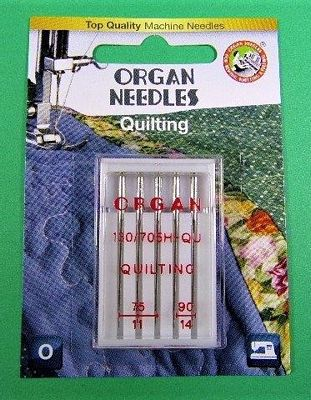 Top Quality Machine Needles
ORGAN
NEEDLES
Quilting
ORGAN
130/705H-QU
QUILTING
75 90
11 14
O